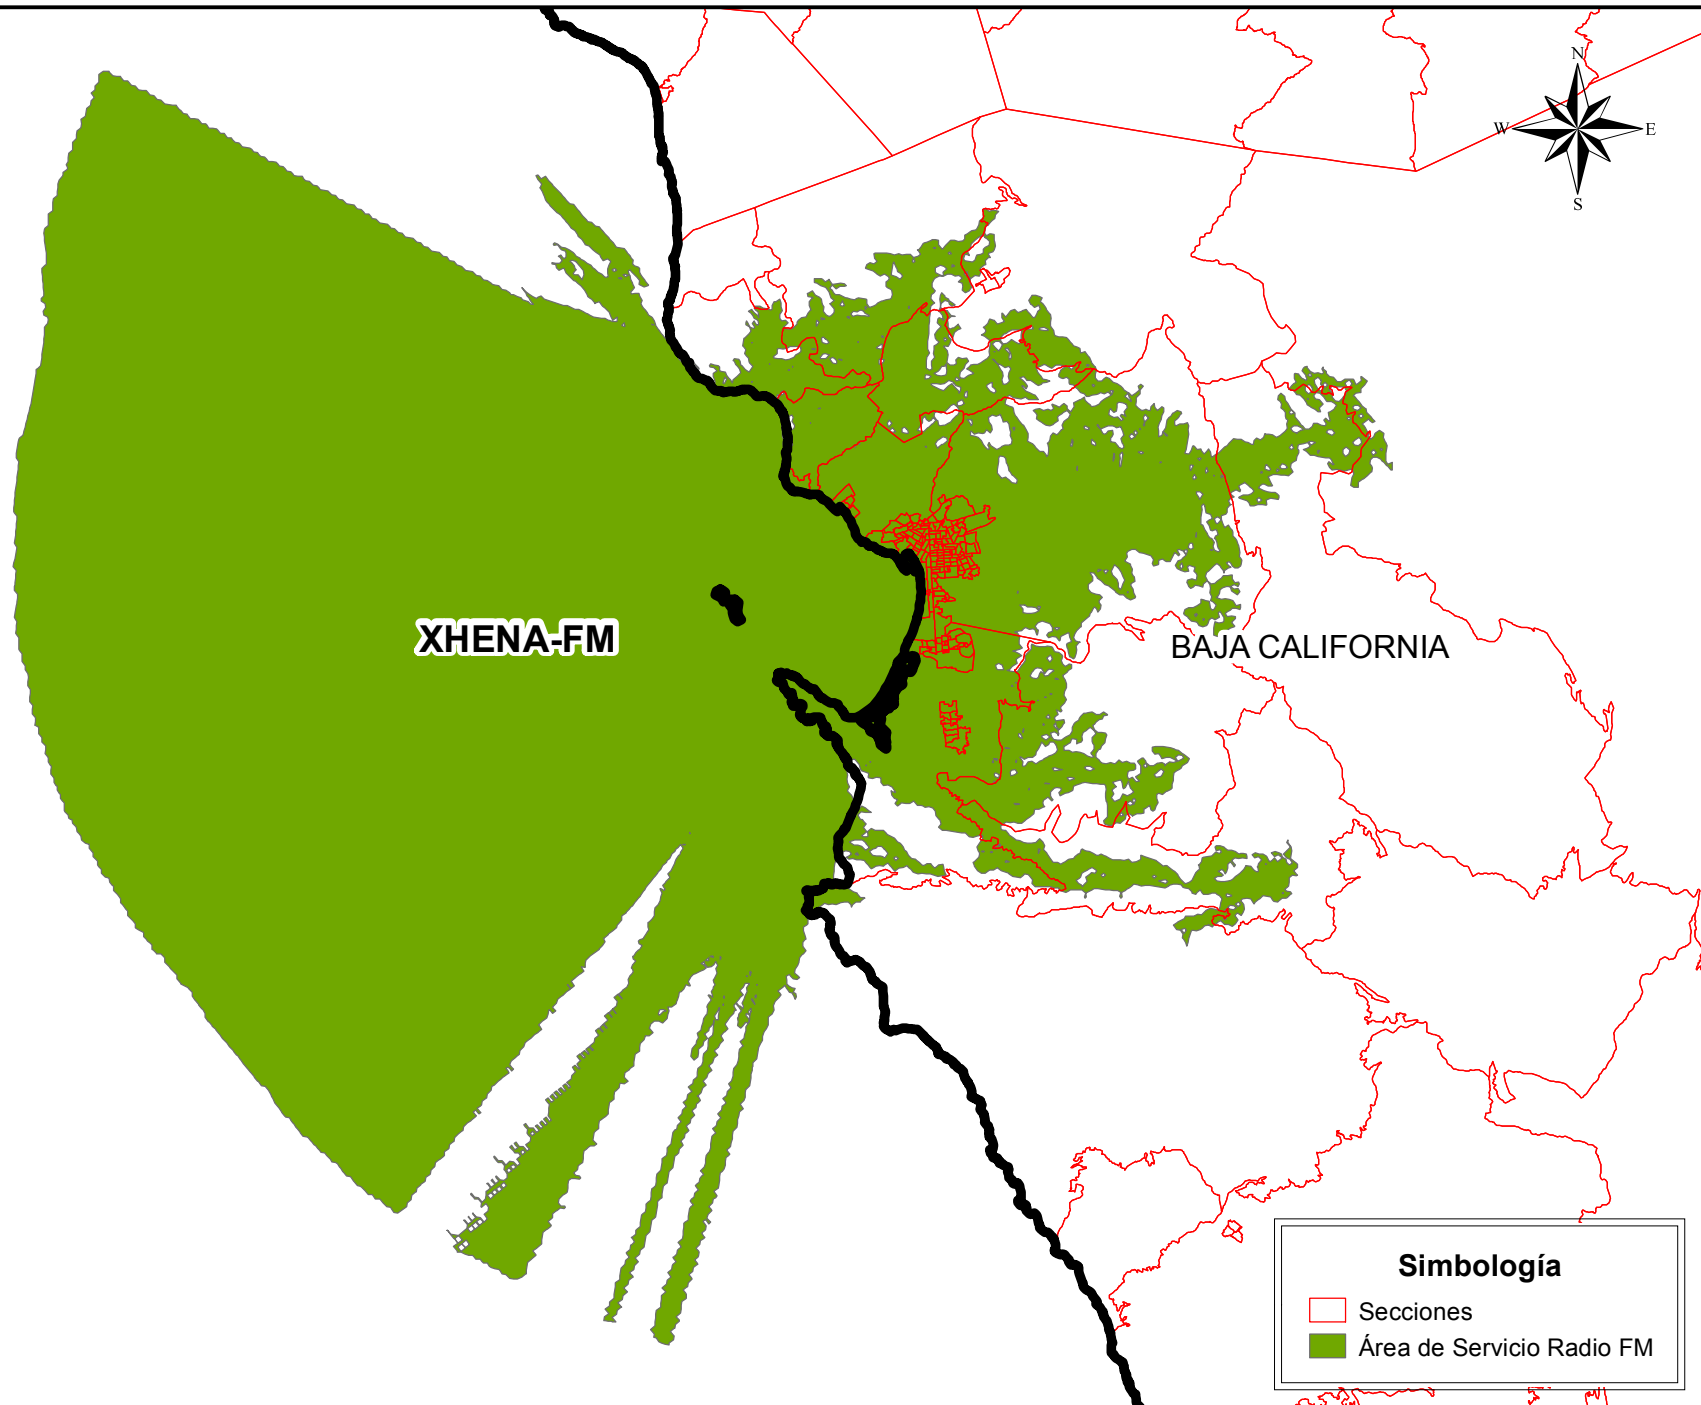 N
W
E
S
XHENA-FM
BAJA CALIFORNIA
Simbología
Secciones
Área de Servicio Radio FM